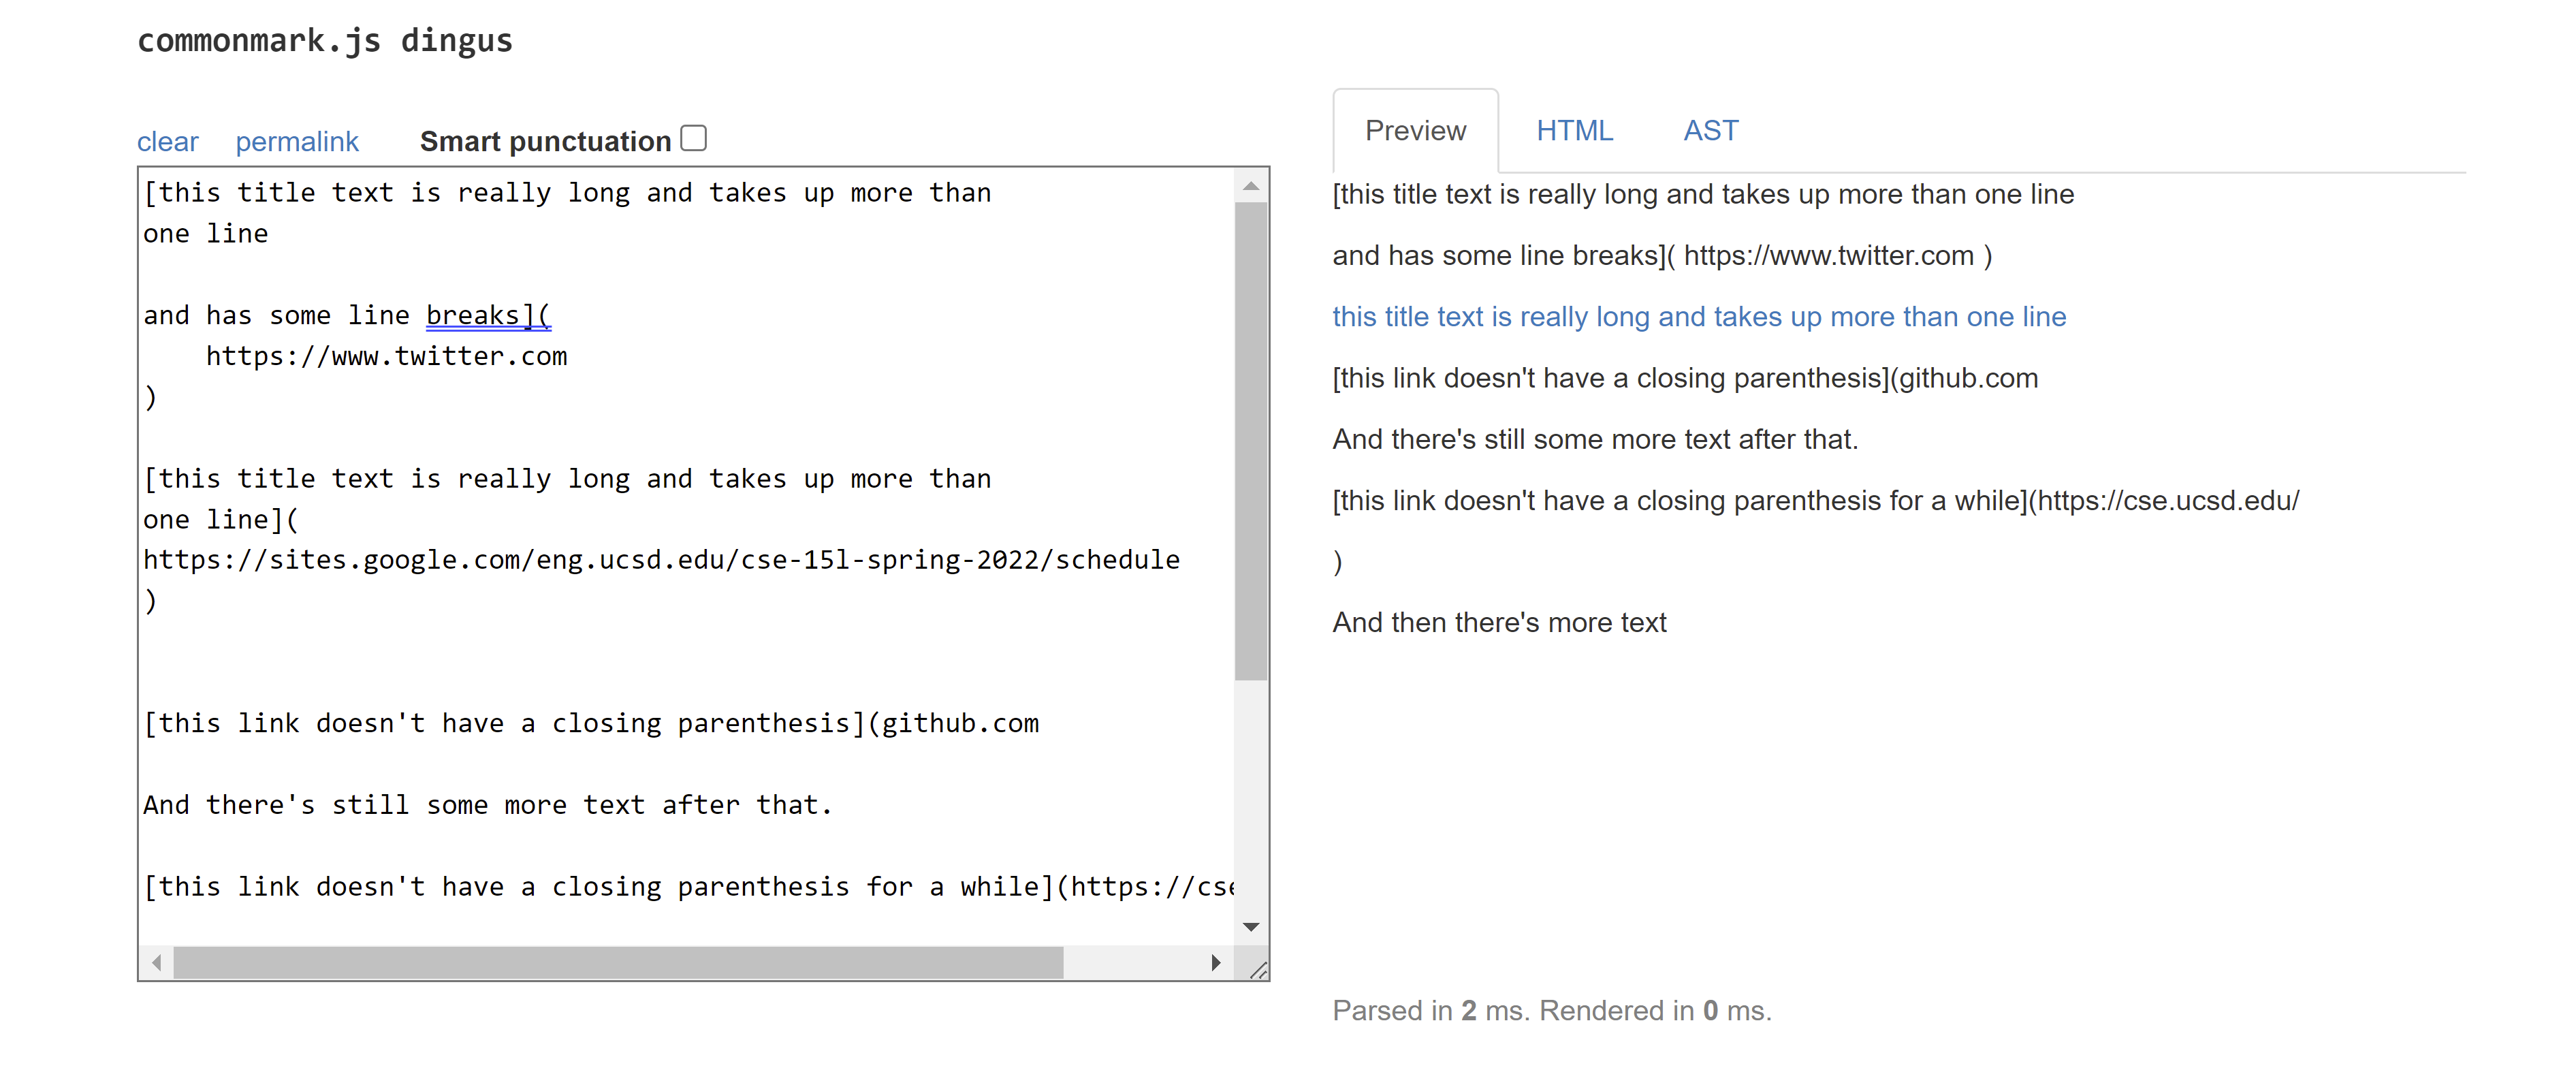 commonmark.js dingus
clear permalink Smart punctuation
[this title text is really long and takes up more than
one line
and has some line breaks](
https://www.twitter.com
)
[this title text is really long and takes up more than
one line](
https://sites.google.com/eng.ucsd.edu/cse-15l-spring-2022/schedule
)
[this link doesn't have a closing parenthesis](github.com
And there's still some more text after that.
[this link doesn't have a closing parenthesis for a while](https://cse
Preview HTML AST
[this title text is really long and takes up more than one line
and has some line breaks]( https://www.twitter.com )
this title text is really long and takes up more than one line
[this link doesn't have a closing parenthesis](github.com
And there's still some more text after that.
[this link doesn't have a closing parenthesis for a while](https://cse.ucsd.edu/
)
And then there's more text
Parsed in 2 ms. Rendered in 0 ms.